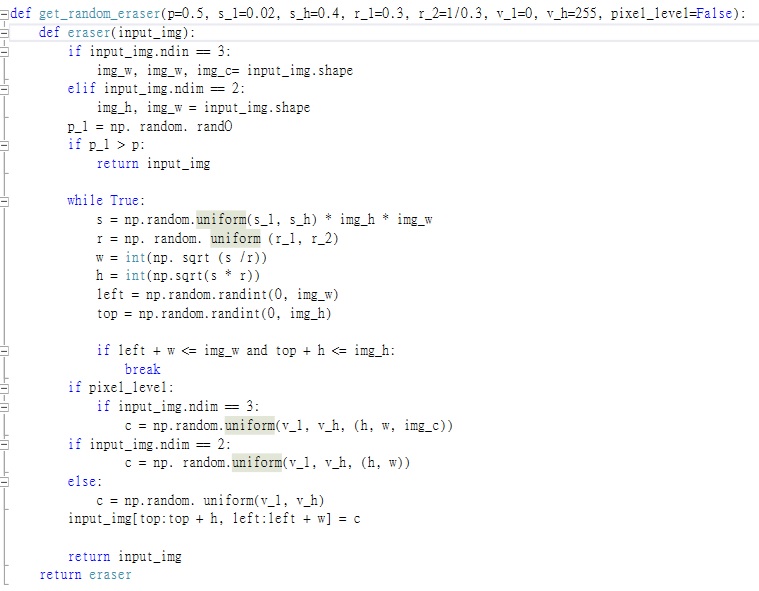 def get_random_eraser(p=0.5, s_l=0.02, s_h=0.4, r_1=0.3, r_2=1/0.3, v_l=0, v_h=255, pixel_level=False):
    def eraser(input_img):
        if input_img.ndin == 3:
            img_w, img_w, img_c= input_img.shape
        elif input_img.ndim == 2:
            img_h, img_w = input_img.shape
        p_1 = np. random. rand()
        if p_1 > p:
            return input_img

        while True:
            s = np.random.uniform(s_l, s_h) * img_h * img_w
            r = np. random. uniform (r_1, r_2)
            w = int(np. sqrt (s /r))
            h = int(np.sqrt(s * r))
            left = np.random.randint(0, img_w)
            top = np.random.randint(0, img_h)

            if left + w <= img_w and top + h <= img_h:
                break
        if pixel_level:
            if input_img.ndim == 3:
                c = np.random.uniform(v_l, v_h, (h, w, img_c))
        if input_img.ndim == 2:
                c = np. random.uniform(v_l, v_h, (h, w))
        else:
            c = np.random. uniform(v_l, v_h)
        input_img[top:top + h, left:left + w] = c

        return input_img
    return eraser